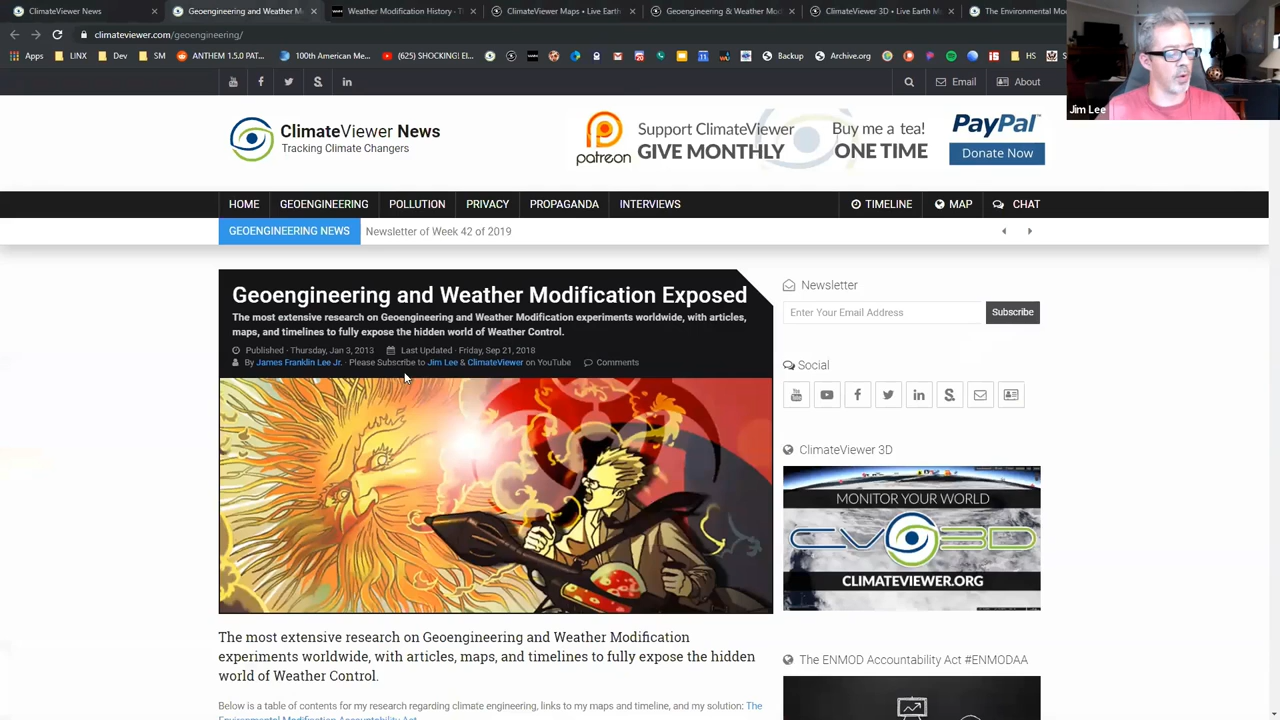 ClimateViewer News
Geoengineering and Weather M
Weather Modification History - T
ClimateViewer Maps • Live Earth
Geoengineering & Weather Mod
ClimateViewer 3D • Live Earth M
The Environmental Mo
climateviewer.com/geoengineering/
Apps
LINX
Dev
SM
ANTHEM 1.5.0 PAT...
100th American Me...
(625) SHOCKING! El...
Backup
Archive.org
HS
Jim Lee
Email
About
ClimateViewer News
Tracking Climate Changers
patreon
Support ClimateViewer
GIVE MONTHLY
Buy me a tea!
ONE TIME
PayPal
Donate Now
HOME
GEOENGINEERING
POLLUTION
PRIVACY
PROPAGANDA
INTERVIEWS
TIMELINE
MAP
CHAT
GEOENGINEERING NEWS
Newsletter of Week 42 of 2019
Geoengineering and Weather Modification Exposed
The most extensive research on Geoengineering and Weather Modification experiments worldwide, with articles,
maps, and timelines to fully expose the hidden world of Weather Control.
Published · Thursday, Jan 3, 2013 Last Updated · Friday, Sep 21, 2018
By James Franklin Lee Jr. · Please Subscribe to Jim Lee & ClimateViewer on YouTube Comments
The most extensive research on Geoengineering and Weather Modification
experiments worldwide, with articles, maps, and timelines to fully expose the hidden
world of Weather Control.
Below is a table of contents for my research regarding climate engineering, links to my maps and timeline, and my solution: The
Environmental Modification Accountability Act
Newsletter
Enter Your Email Address
Subscribe
Social
ClimateViewer 3D
MONITOR YOUR WORLD
CV3D
CLIMATEVIEWER.ORG
The ENMOD Accountability Act #ENMODAA